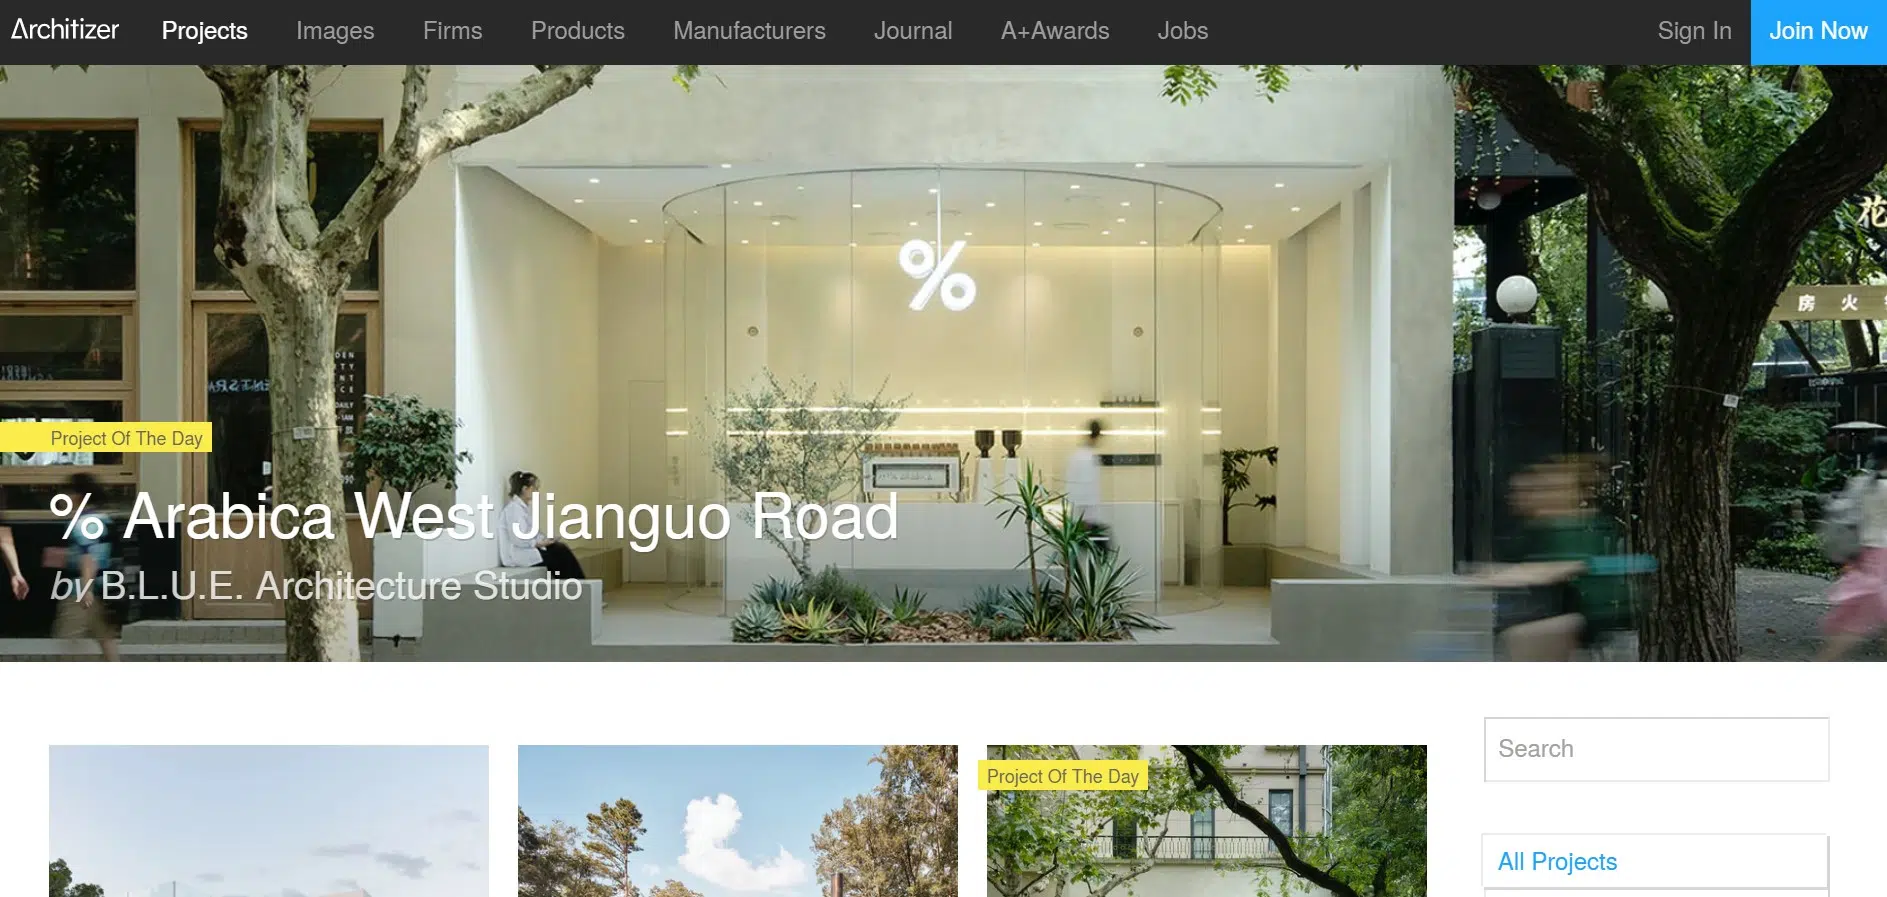 Architizer Projects Images Firms Products Manufacturers Journal A+Awards Jobs Sign In Join Now
%
花
房 火
DAILY
Project Of The Day
% Arabica West Jianguo Road
by B.L.U.E. Architecture Studio
Search
Project Of The Day
All Projects